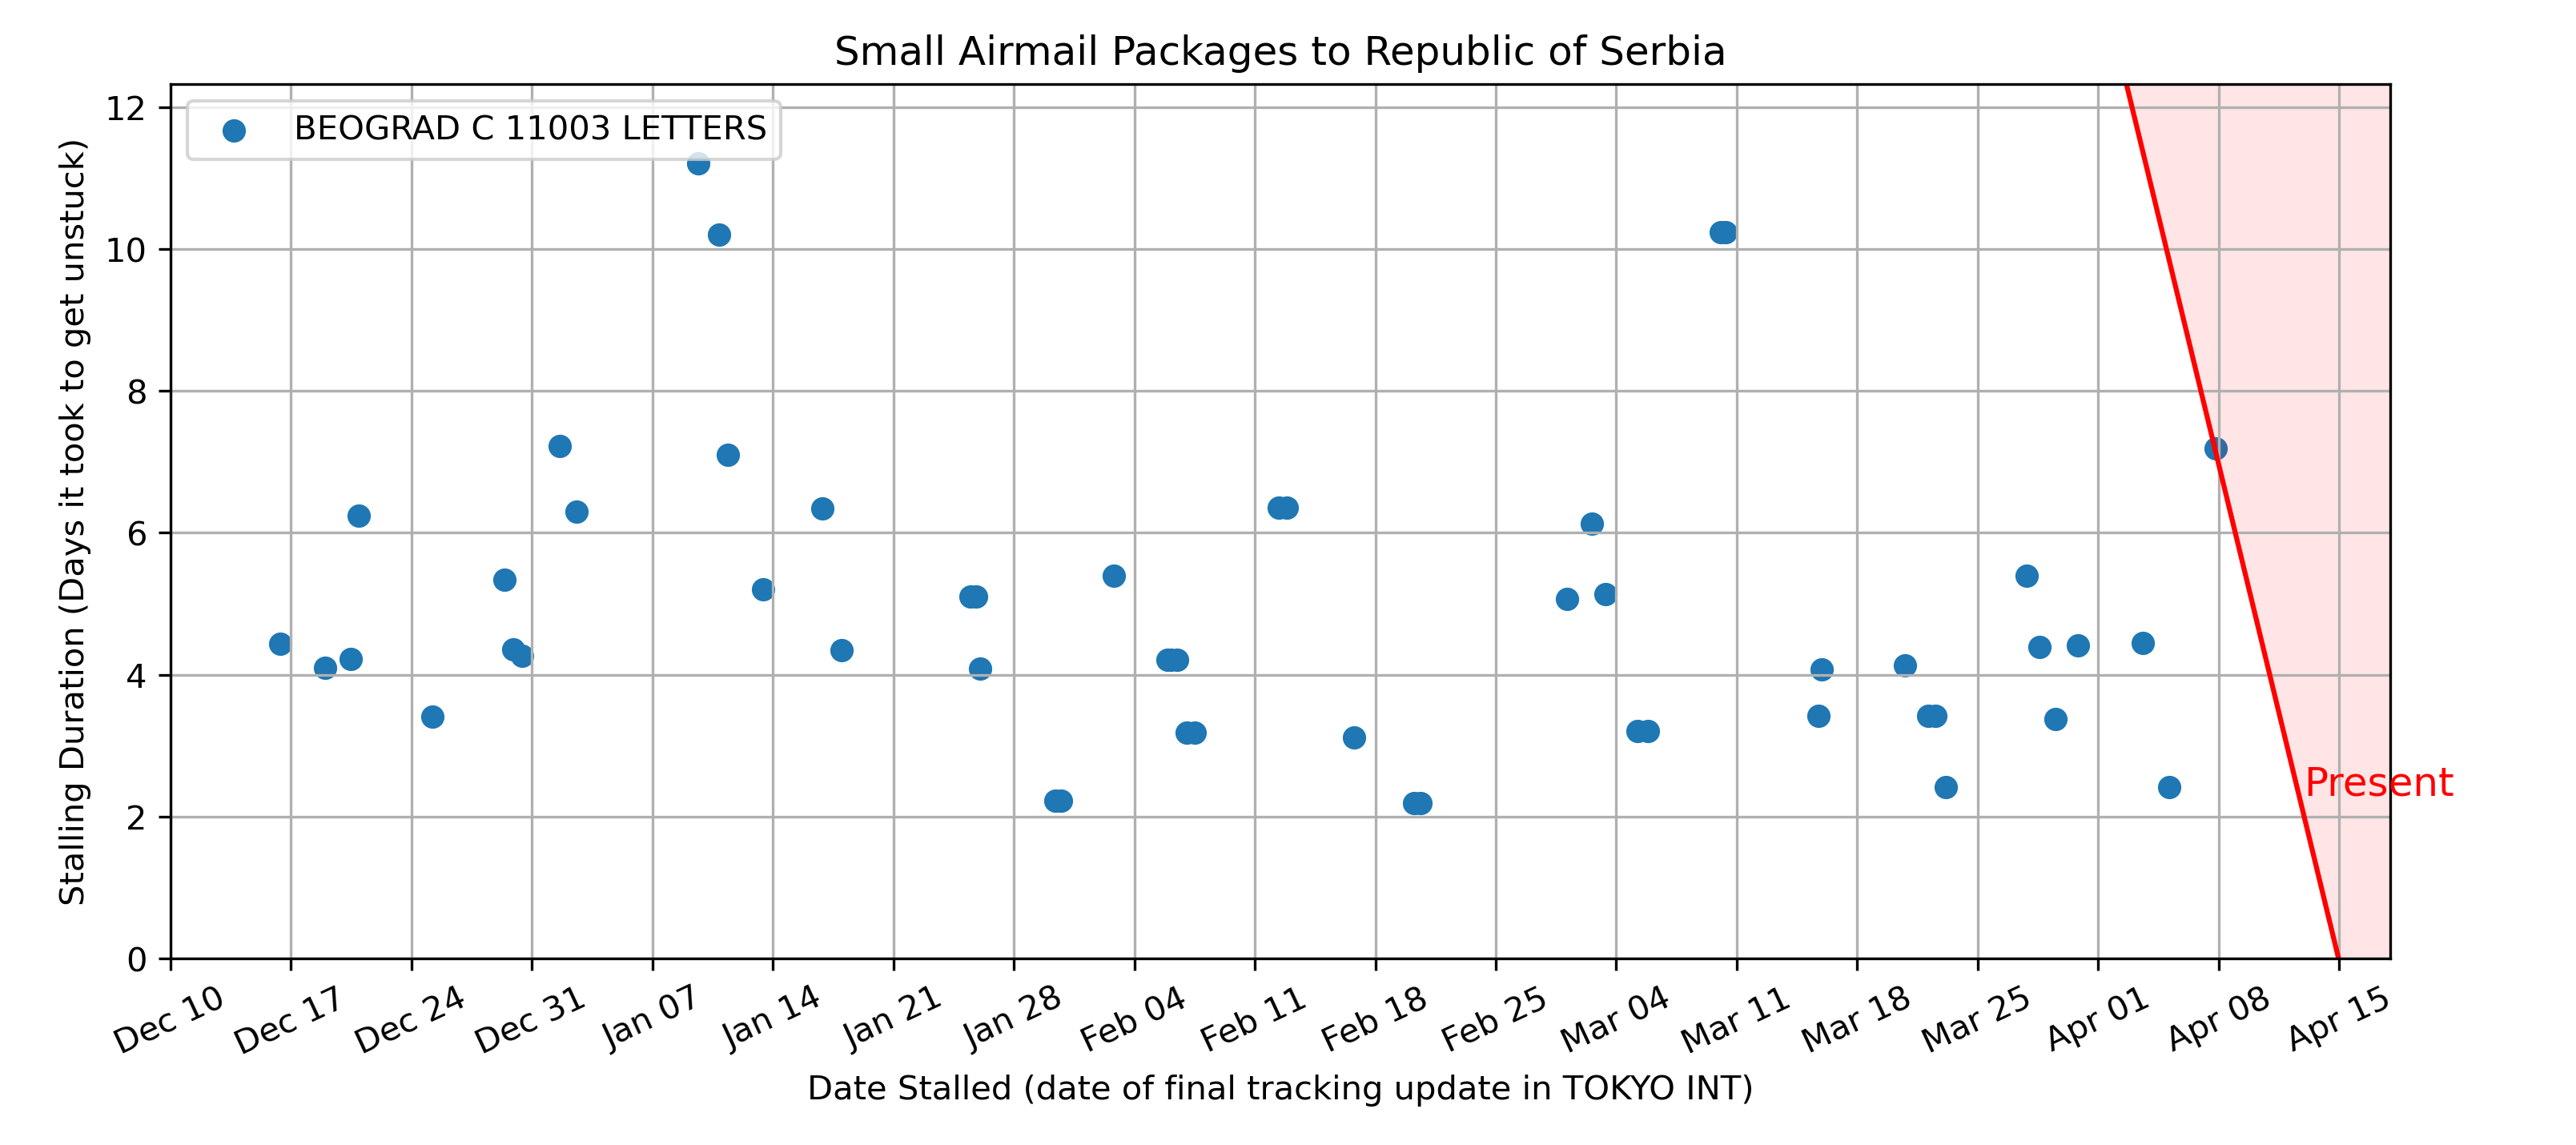 Small Airmail Packages to Republic of Serbia
BEOGRAD C 11003 LETTERS
Stalling Duration (Days it took to get unstuck)
12
10
8
6
4
2
0
Present
Dec 10 Dec 17 Dec 24 Dec 31 Jan 07 Jan 14 Jan 21 Jan 28 Feb 04 Feb 11 Feb 18 Feb 25 Mar 04 Mar 11 Mar 18 Mar 25 Apr 01 Apr 08 Apr 15
Date Stalled (date of final tracking update in TOKYO INT)